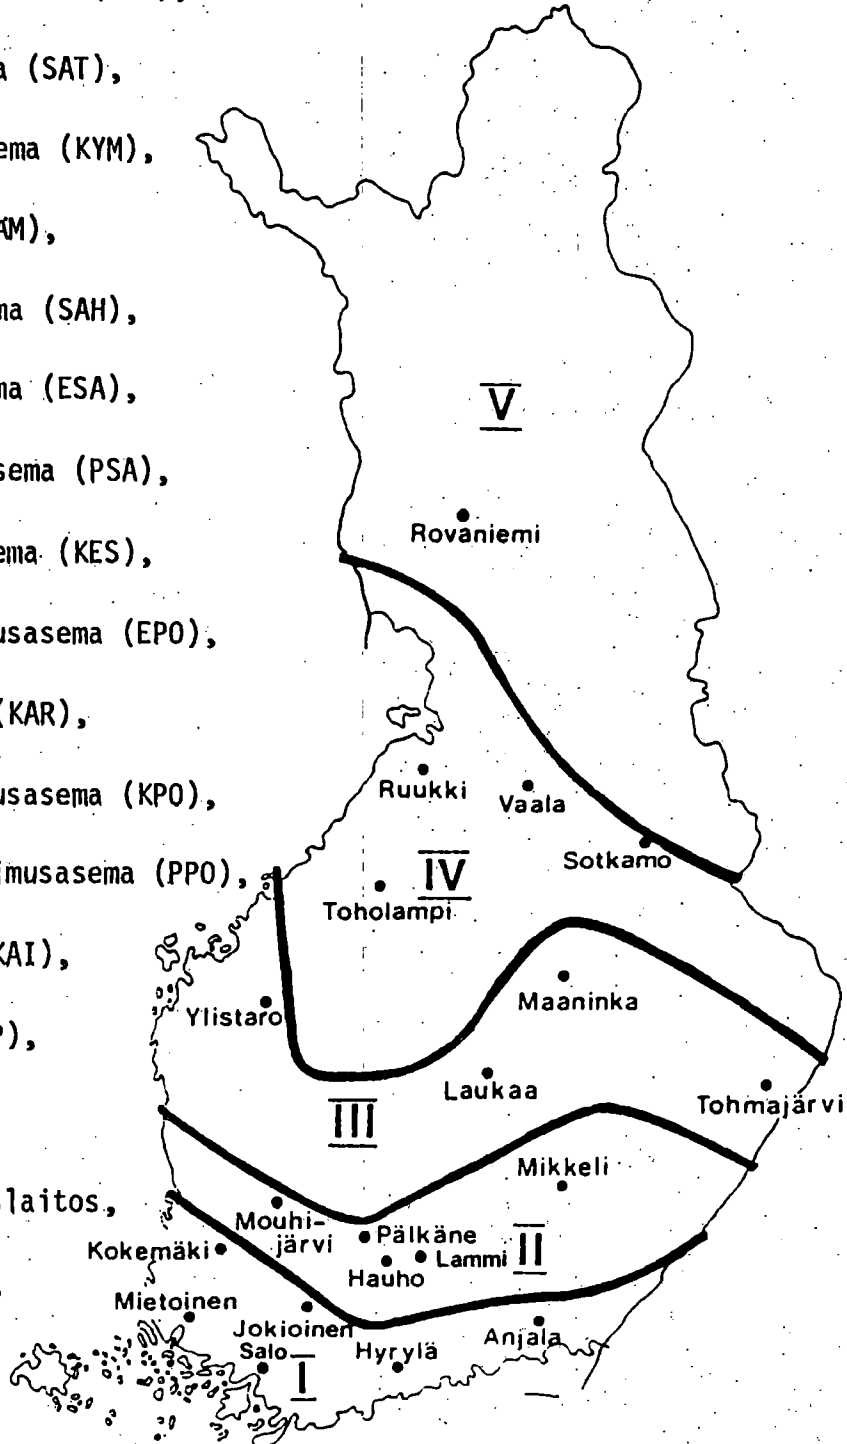 a (SAT),
ema (KYM),
ÄM),
ma (SAH),
ma (ESA),
sema (PSA),
ema (KES),
usasema (EPO),
(KAR),
usasema (KPO),
imusasema (PPO),
KAI),
P),
slaitos,
V
Rovaniemi
Ruukki
Vaala
Sotkamo
IV
Toholampi
Maaninka
Ylistaro
Laukaa
Tohmajärvi
III
Mikkeli
Mouhi-
järvi
Pälkäne
Kokemäki
Lammi
II
Hauho
Mietoinen
Jokioinen
Anjala
Salo
Hyrylä
I